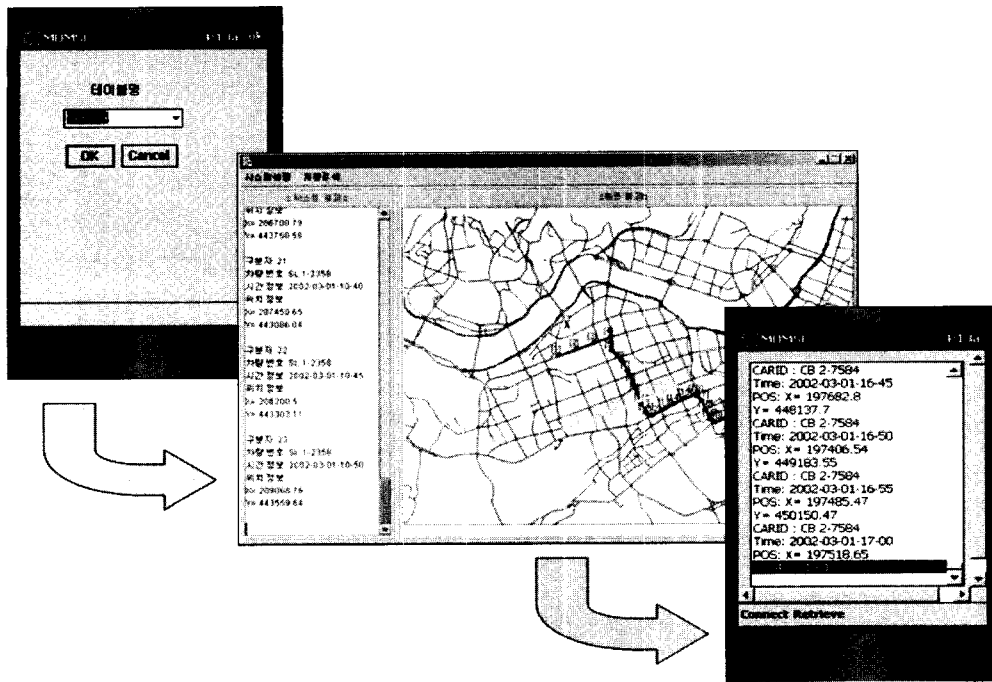 테이블명
OK Cancel
위치 정보
X= 206700.79
Y= 443760.58
구분자 21
차량 번호 SL 1-2358
시간 정보 2002-03-01-10-40
위치 정보
X= 207450.65
Y= 443086.04
구분자 22
차량 번호 SL 1-2358
시간 정보 2002-03-01-10-45
위치 정보
X= 208200.5
Y= 443303.11
구분자 23
차량 번호 SL 1-2358
시간 정보 2002-03-01-10-50
위치 정보
X= 209068.76
Y= 443559.64
CARID : CB 2-7584
Time: 2002-03-01-16-45
POS: X= 197682.8
Y= 448137.7
CARID : CB 2-7584
Time: 2002-03-01-16-50
POS: X= 197406.54
Y= 449183.55
CARID : CB 2-7584
Time: 2002-03-01-16-55
POS: X= 197485.47
Y= 450150.47
CARID : CB 2-7584
Time: 2002-03-01-17-00
POS: X= 197518.65
Connect Retrieve